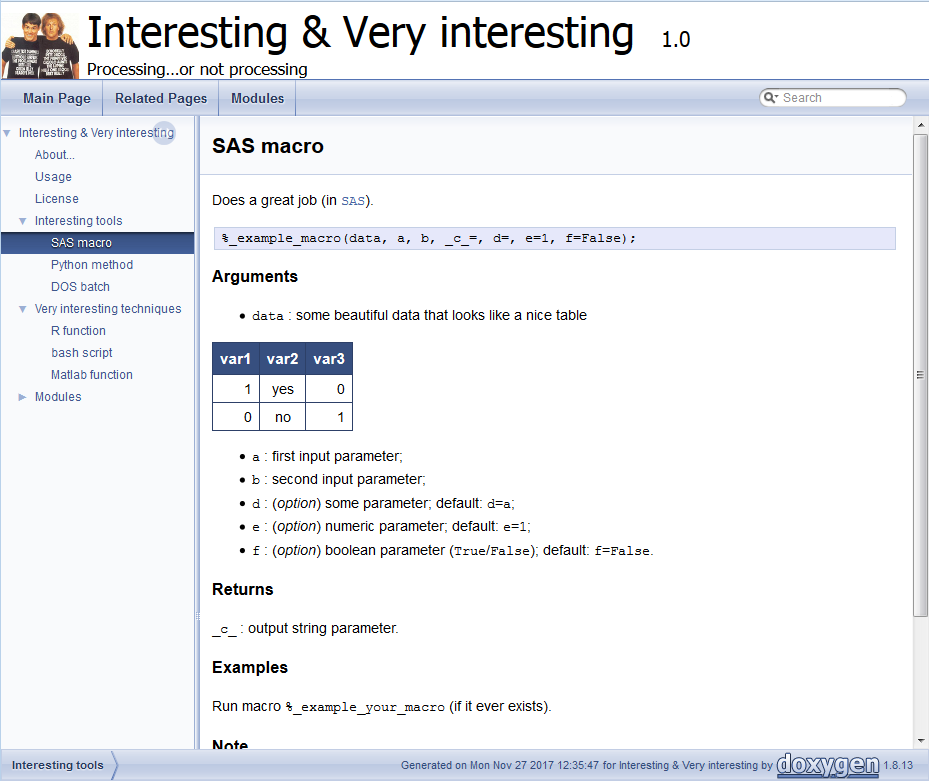 Interesting & Very interesting 1.0
Processing...or not processing
Main Page Related Pages Modules Search
Interesting & Very interesting
About...
Usage
License
Interesting tools
SAS macro
Python method
DOS batch
Very interesting techniques
R function
bash script
Matlab function
Modules
SAS macro
Does a great job (in SAS).
%_example_macro(data, a, b, _c_=, d=, e=1, f=False);
Arguments
• data : some beautiful data that looks like a nice table
var1 var2 var3
1 yes 0
0 no 1
• a : first input parameter;
• b : second input parameter;
• d : (option) some parameter; default: d=a;
• e : (option) numeric parameter; default: e=1;
• f : (option) boolean parameter (True/False); default: f=False.
Returns
_c_ : output string parameter.
Examples
Run macro %_example_your_macro (if it ever exists).
Note
Interesting tools
Generated on Mon Nov 27 2017 12:35:47 for Interesting & Very interesting by doxygen 1.8.13